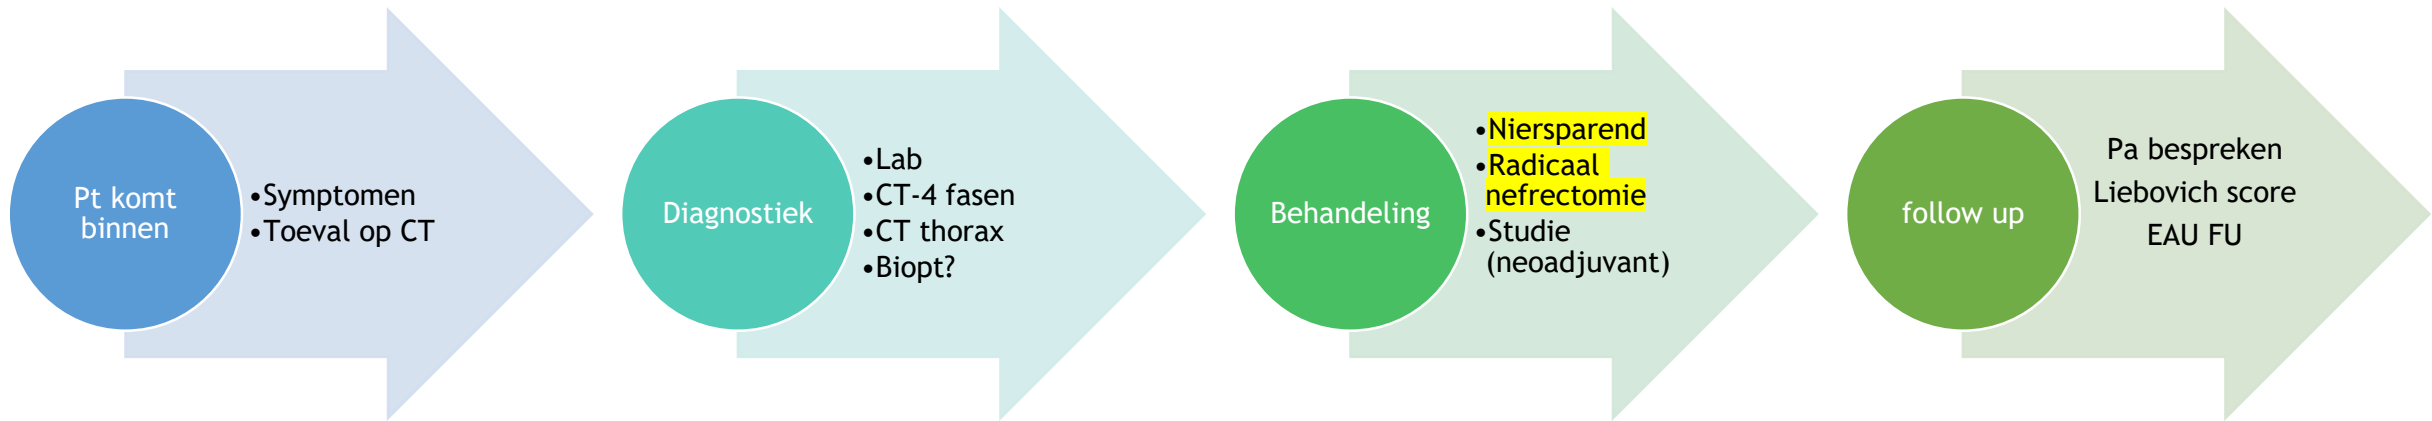 Pt komt
binnen
•Symptomen
•Toeval op CT
Diagnostiek
•Lab
•CT-4 fasen
•CT thorax
•Biopt?
Behandeling
•Niersparend
•Radicaal
nefrectomie
•Studie
(neoadjuvant)
follow up
Pa bespreken
Liebovich score
EAU FU